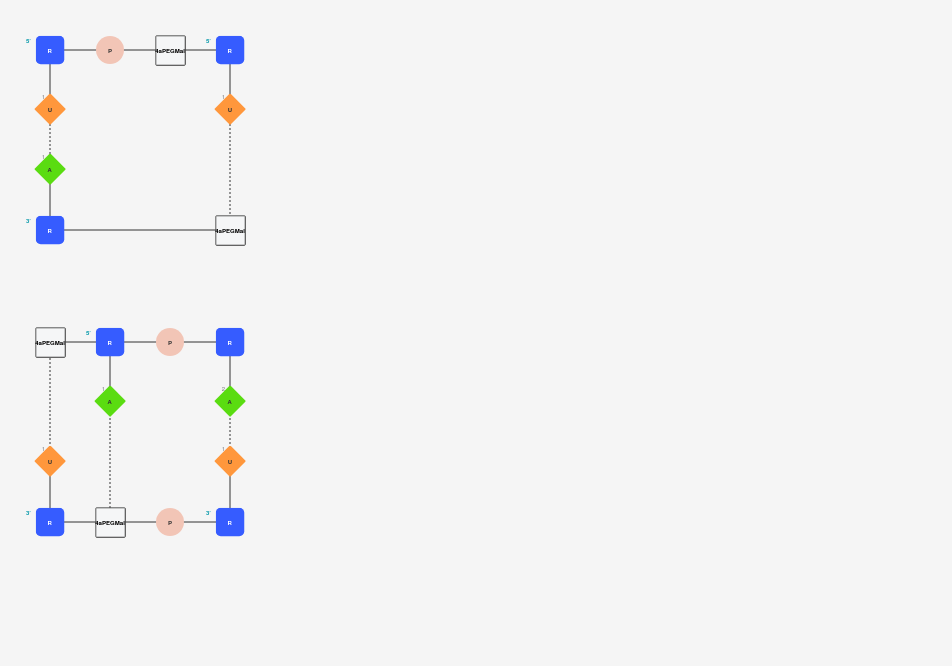 5' R P 4aPEGMal 5' R
1 U 1 U
1 A
3' R 4aPEGMal
4aPEGMal 5' R P R
1 A 2 A
1 U 1 U
3' R 4aPEGMal P 3' R